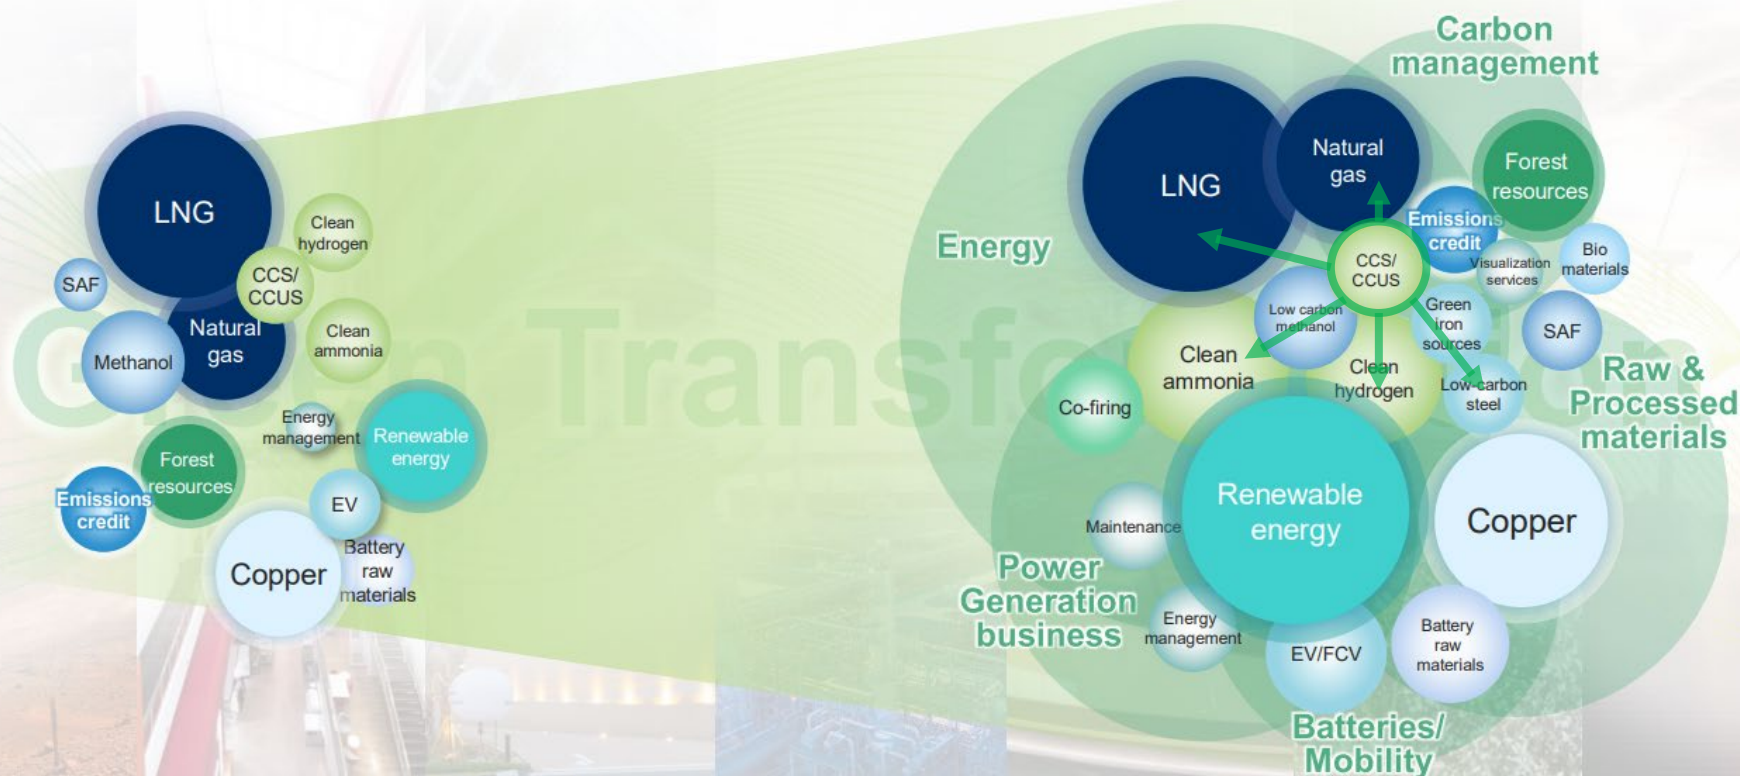 Green Transformation
LNG
Clean
hydrogen
CCS/
CCUS
SAF
Natural
gas
Methanol
Clean
ammonia
Energy
management
Renewable
energy
Forest
resources
Emissions
credit
EV
Battery
raw
materials
Copper
Carbon
management
Energy
LNG
Natural
gas
Forest
resources
Emissions
credit
CCS/
CCUS
Visualization
services
Bio
materials
Low carbon
methanol
Green
iron
sources
SAF
Clean
ammonia
Clean
hydrogen
Low-carbon
steel
Raw &
Processed
materials
Co-firing
Renewable
energy
Copper
Maintenance
Power
Generation
business
Energy
management
EV/FCV
Battery
raw
materials
Batteries/
Mobility